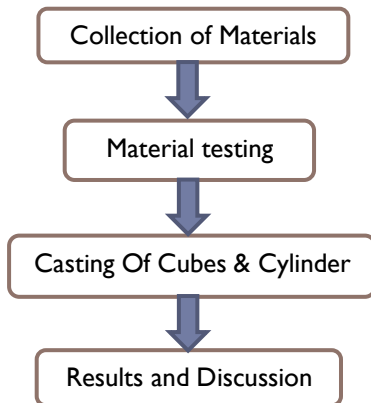 Collection of Materials
Material testing
Casting Of Cubes & Cylinder
Results and Discussion